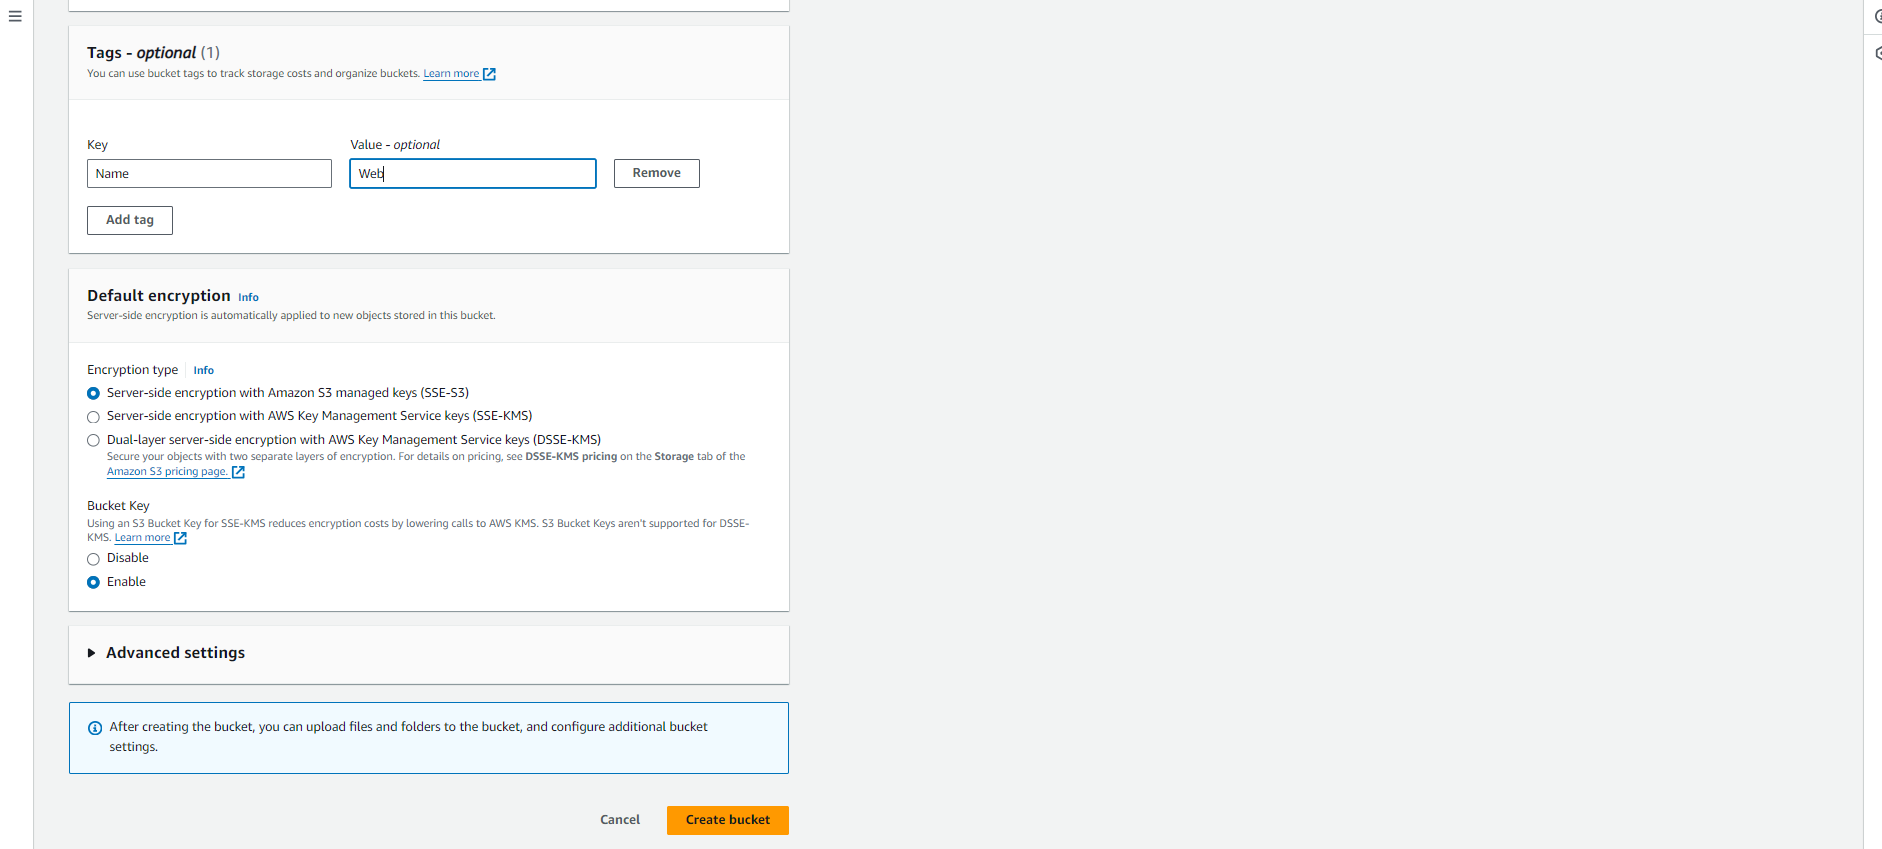 Tags - optional (1)
You can use bucket tags to track storage costs and organize buckets. Learn more
Key
Value - optional
Name
Web
Remove
Add tag
Default encryption Info
Server-side encryption is automatically applied to new objects stored in this bucket.
Encryption type Info
Server-side encryption with Amazon S3 managed keys (SSE-S3)
Server-side encryption with AWS Key Management Service keys (SSE-KMS)
Dual-layer server-side encryption with AWS Key Management Service keys (DSSE-KMS)
Secure your objects with two separate layers of encryption. For details on pricing, see DSSE-KMS pricing on the Storage tab of the
Amazon S3 pricing page.
Bucket Key
Using an S3 Bucket Key for SSE-KMS reduces encryption costs by lowering calls to AWS KMS. S3 Bucket Keys aren't supported for DSSE-
KMS. Learn more
Disable
Enable
Advanced settings
After creating the bucket, you can upload files and folders to the bucket, and configure additional bucket
settings.
Cancel
Create bucket